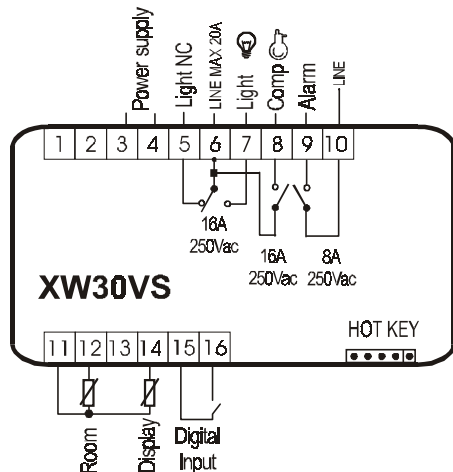 Power supply
Light NC
LINE MAX 20A
Light
Comp
Alarm
LINE
1 2 3 4 5 6 7 8 9 10
16A
250Vac
16A
250Vac
8A
250Vac
XW30VS
HOT KEY
11 12 13 14 15 16
Room
Display
Digital
Input